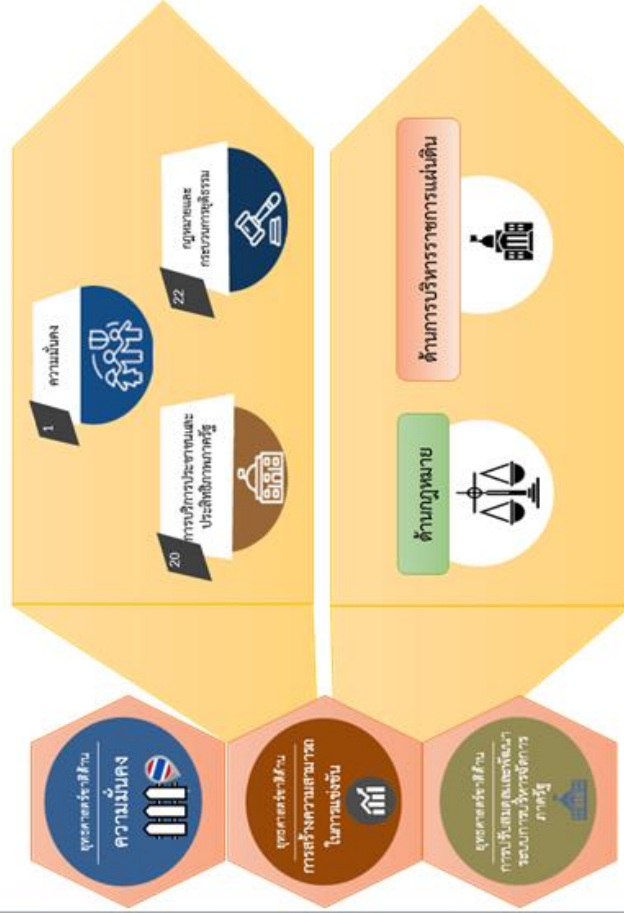 ยุทธศาสตร์ชาติด้าน
ความมั่นคง
ยุทธศาสตร์ชาติด้าน
การสร้างความสามารถ
ในการแข่งขัน
ยุทธศาสตร์ชาติด้าน
การปรับสมดุลและพัฒนา
ระบบการบริหารจัดการ
ภาครัฐ
1
ความมั่นคง
20
การบริการประชาชนและ
ประสิทธิภาพภาครัฐ
22
กฎหมายและ
กระบวนการยุติธรรม
ด้านกฎหมาย
ด้านการบริหารราชการแผ่นดิน